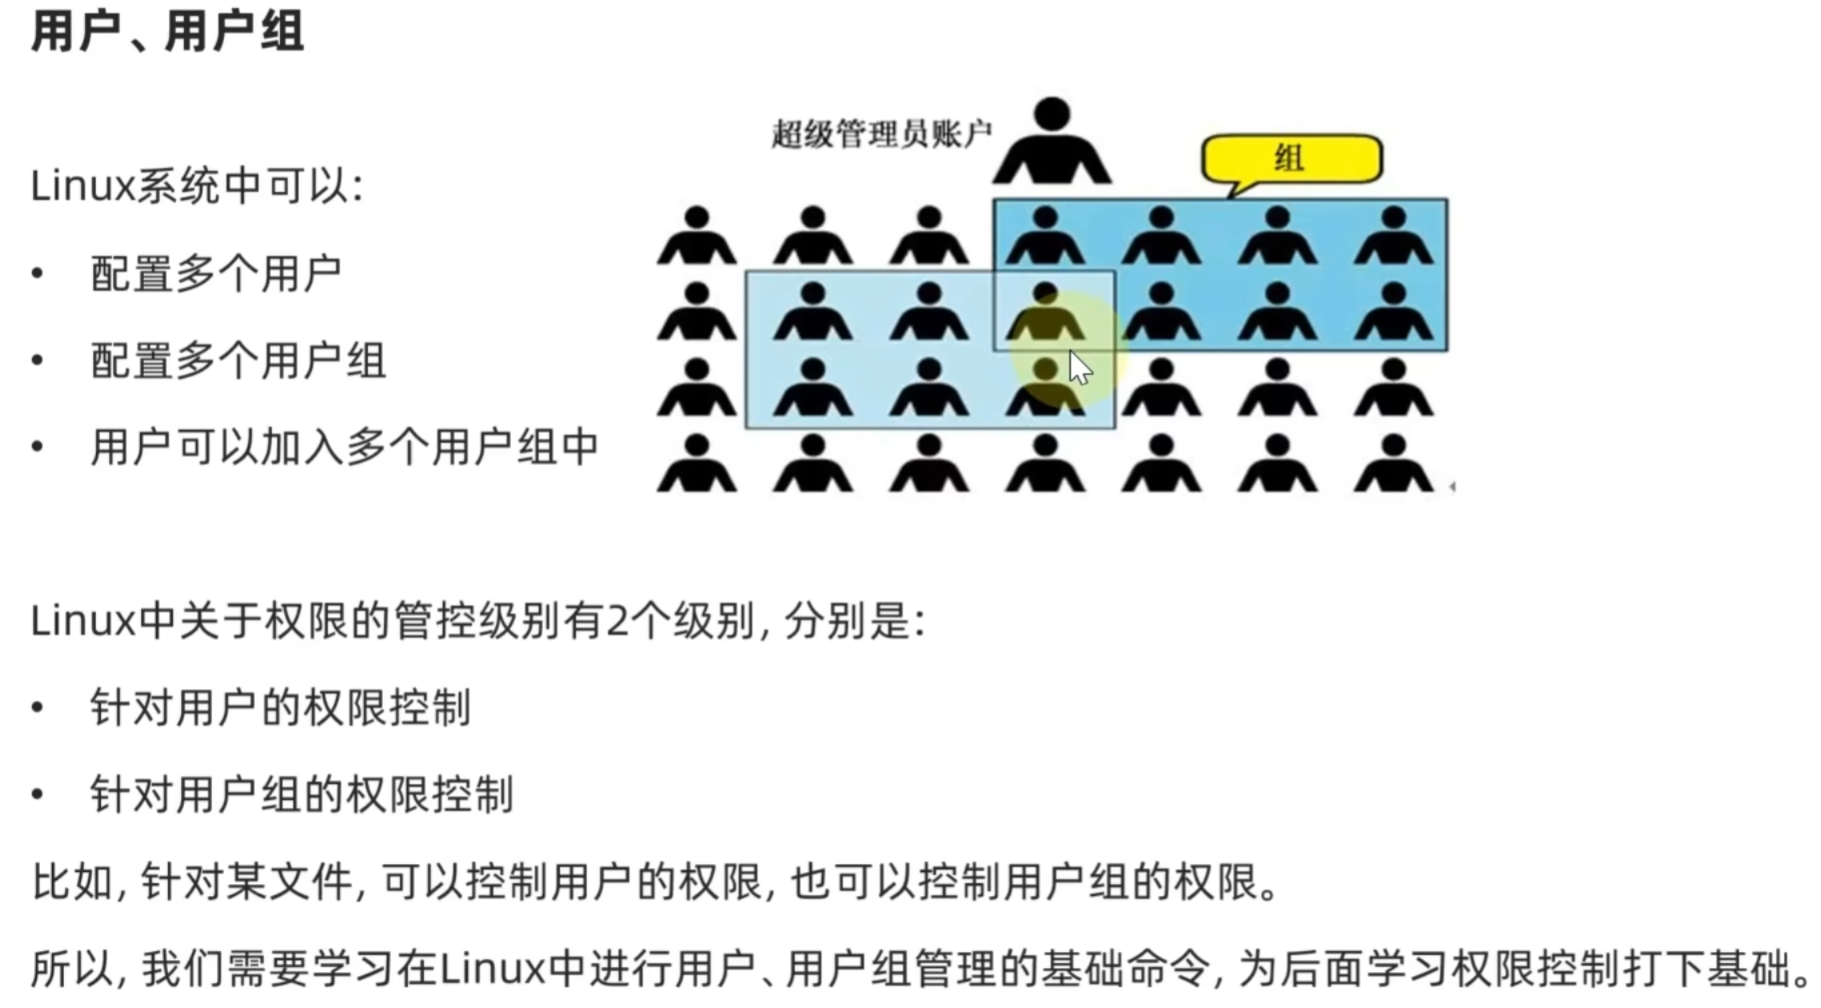 用户、用户组
超级管理员账户
组
Linux系统中可以:
• 配置多个用户
• 配置多个用户组
• 用户可以加入多个用户组中
Linux中关于权限的管控级别有2个级别, 分别是:
• 针对用户的权限控制
• 针对用户组的权限控制
比如, 针对某文件, 可以控制用户的权限, 也可以控制用户组的权限。
所以, 我们需要学习在Linux中进行用户、用户组管理的基础命令, 为后面学习权限控制打下基础。